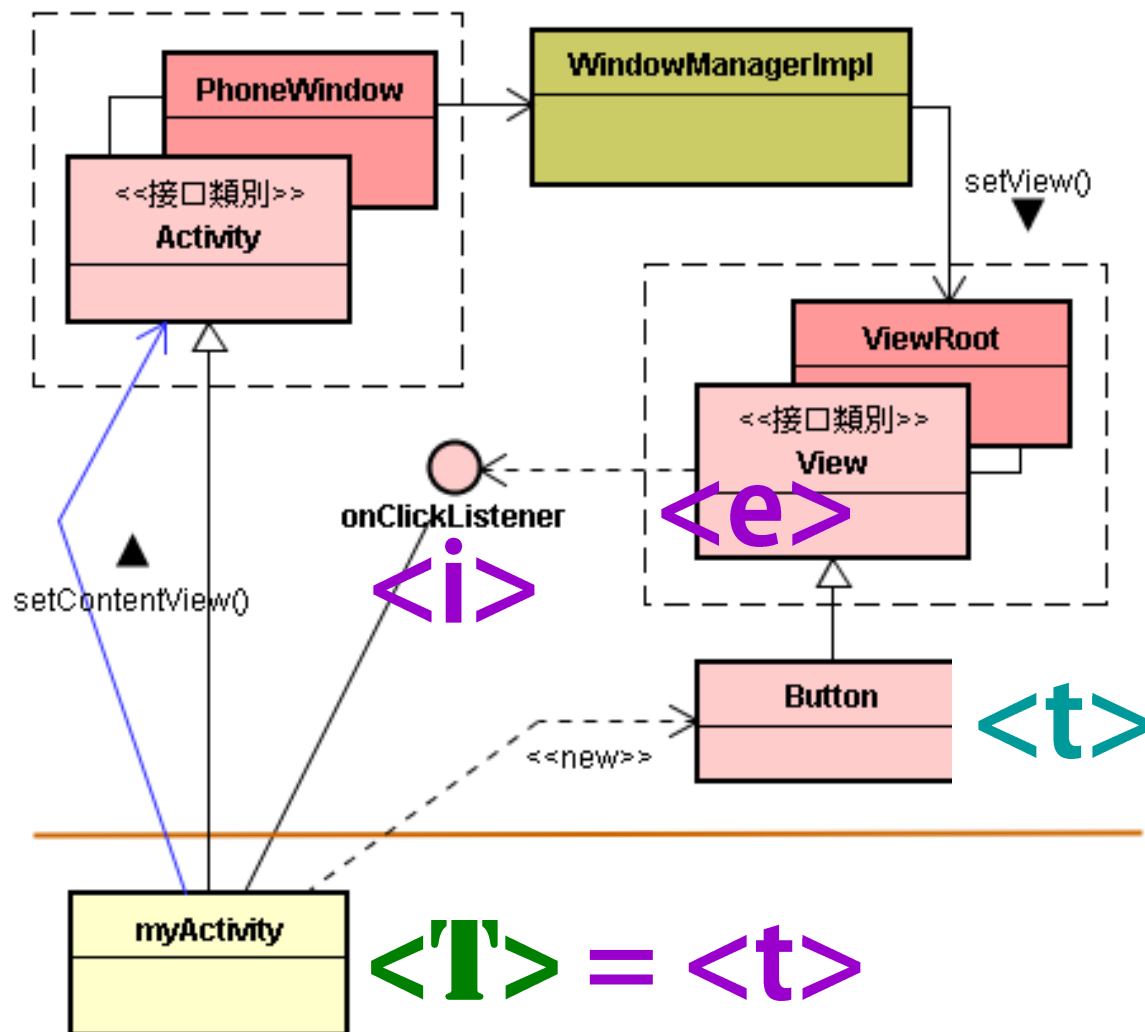 PhoneWindow
WindowManagerImpl
<<接口類別>>
Activity
setView()
ViewRoot
<<接口類別>>
View
<e>
onClickListener
<i>
setContentView()
Button
<t>
<<new>>
myActivity
<T> = <t>